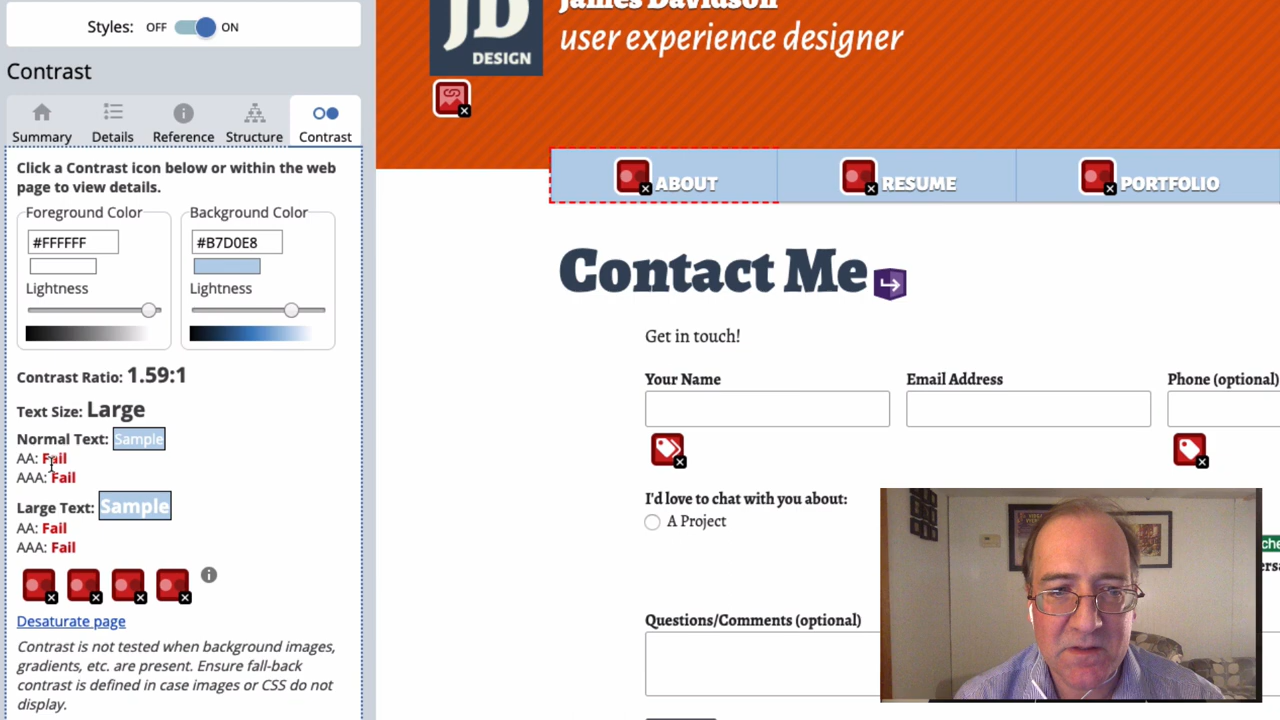 Styles: OFF ON
Contrast
Summary Details Reference Structure Contrast
Click a Contrast icon below or within the web
page to view details.
Foreground Color Background Color
#FFFFFF #B7D0E8
Lightness Lightness
Contrast Ratio: 1.59:1
Text Size: Large
Normal Text: Sample
AA: Fail
AAA: Fail
Large Text: Sample
AA: Fail
AAA: Fail
Desaturate page
Contrast is not tested when background images,
gradients, etc. are present. Ensure fall-back
contrast is defined in case images or CSS do not
display.
JD
DESIGN
James Davidson
user experience designer
ABOUT RESUME PORTFOLIO
Contact Me
Get in touch!
Your Name Email Address Phone (optional)
I'd love to chat with you about:
A Project
Questions/Comments (optional)